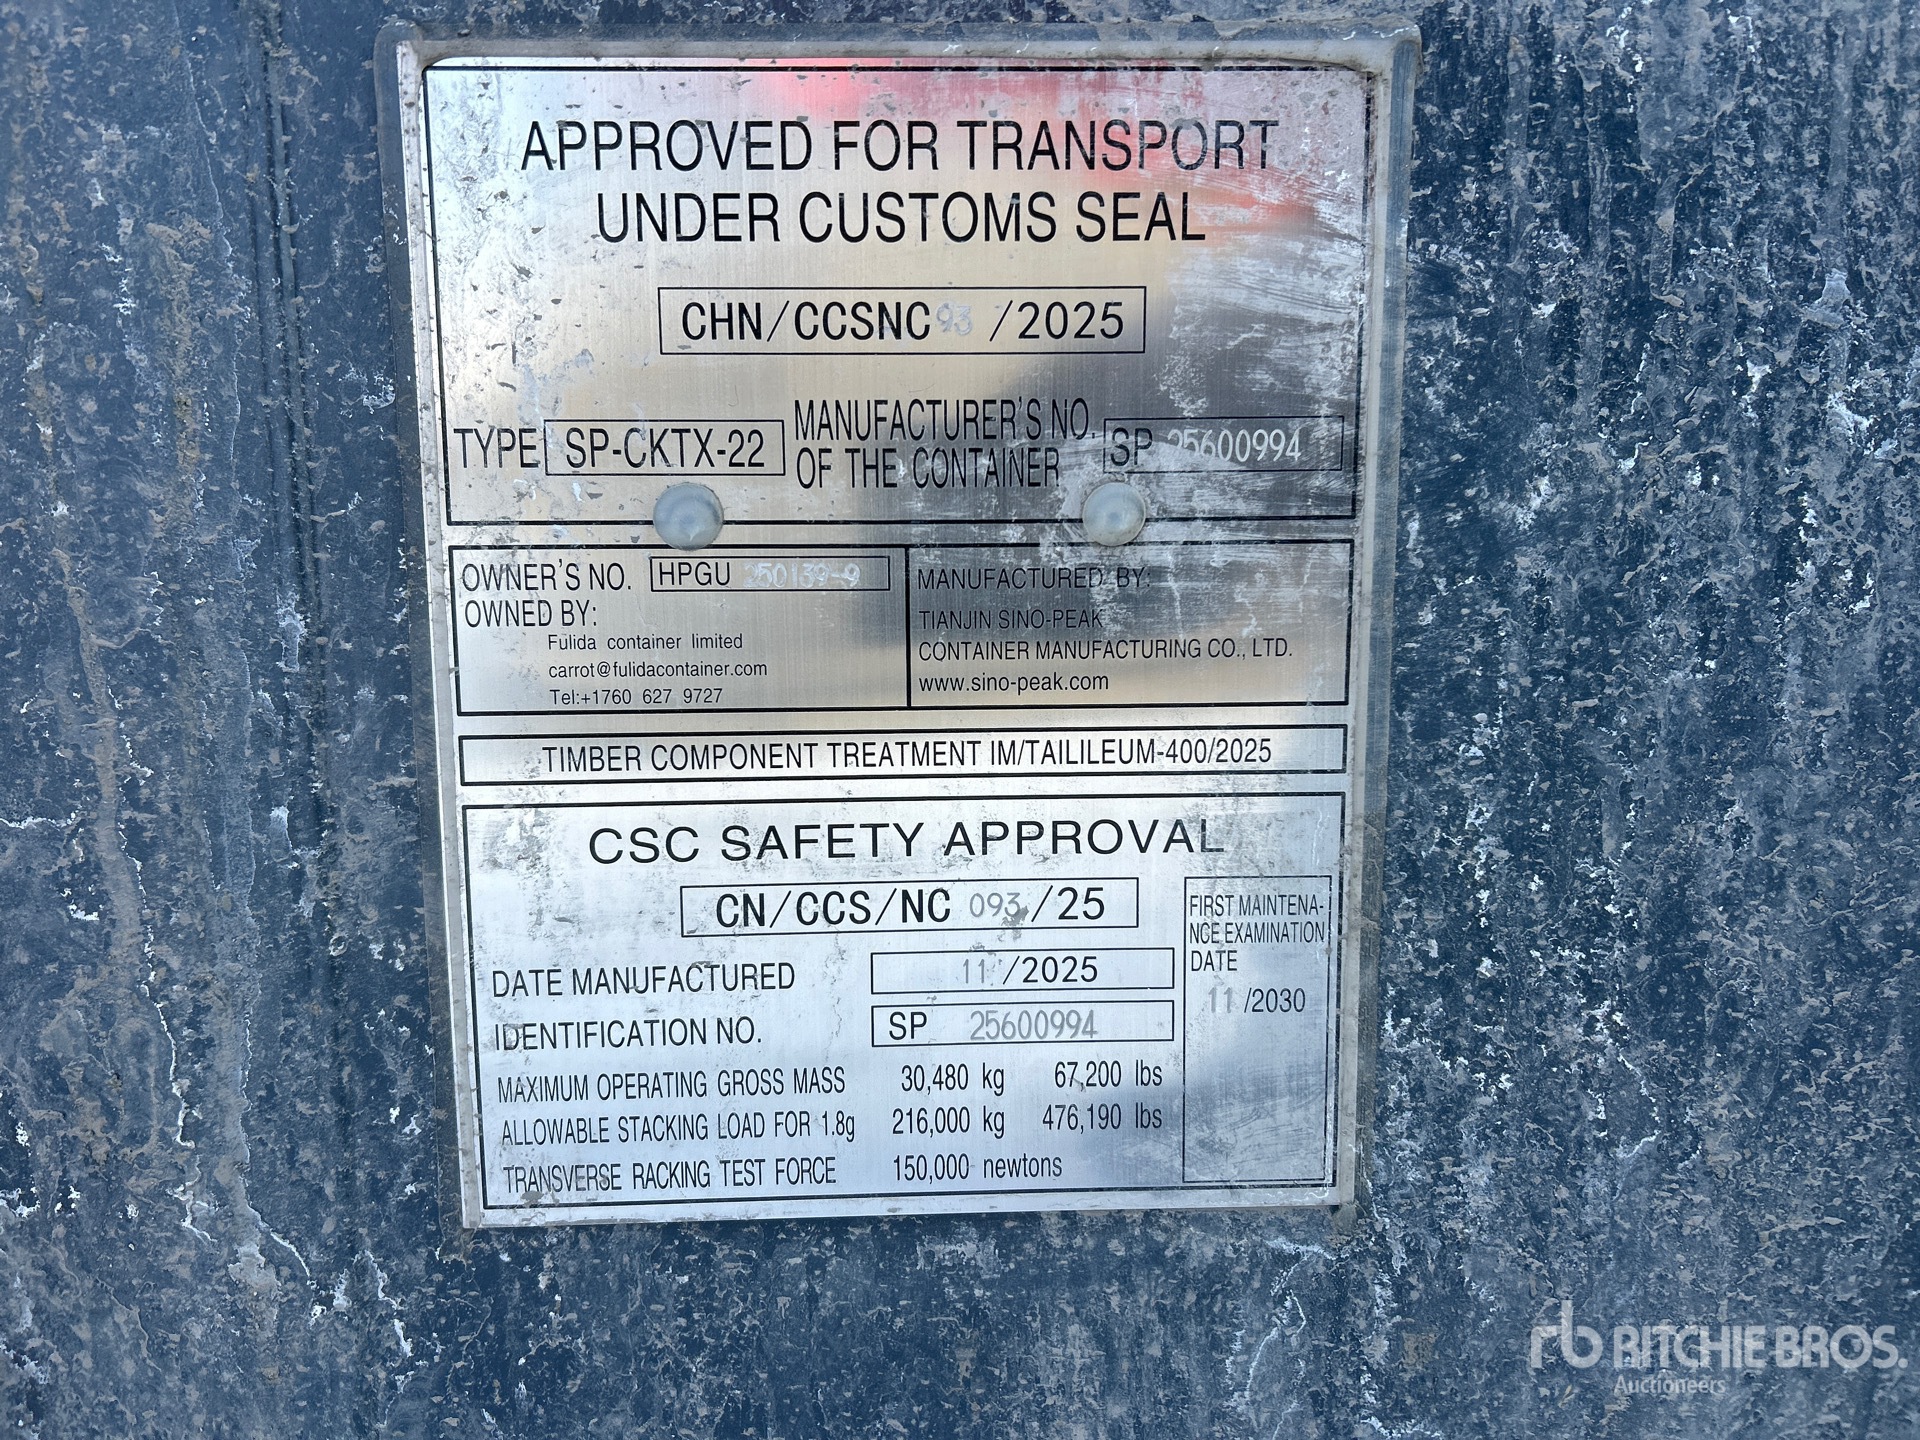 APPROVED FOR TRANSPORT
UNDER CUSTOMS SEAL
CHN/CCSNC 93 /2025
TYPE SP-CKTX-22 MANUFACTURER'S NO. OF THE CONTAINER SP 25600994
OWNER'S NO. HPGU 250139-9
OWNED BY:
Fulida container limited
carrot@fulidacontainer.com
Tel:+1760 627 9727
MANUFACTURED BY:
TIANJIN SINO-PEAK
CONTAINER MANUFACTURING CO., LTD.
www.sino-peak.com
TIMBER COMPONENT TREATMENT IM/TAILILEUM-400/2025
CSC SAFETY APPROVAL
CN/CCS/NC 093 /25
DATE MANUFACTURED 11 /2025
IDENTIFICATION NO. SP 25600994
MAXIMUM OPERATING GROSS MASS 30,480 kg 67,200 lbs
ALLOWABLE STACKING LOAD FOR 1.8g 216,000 kg 476,190 lbs
TRANSVERSE RACKING TEST FORCE 150,000 newtons
FIRST MAINTENA-
NCE EXAMINATION
DATE
11 /2030
rb RITCHIE BROS.
Auctioneers